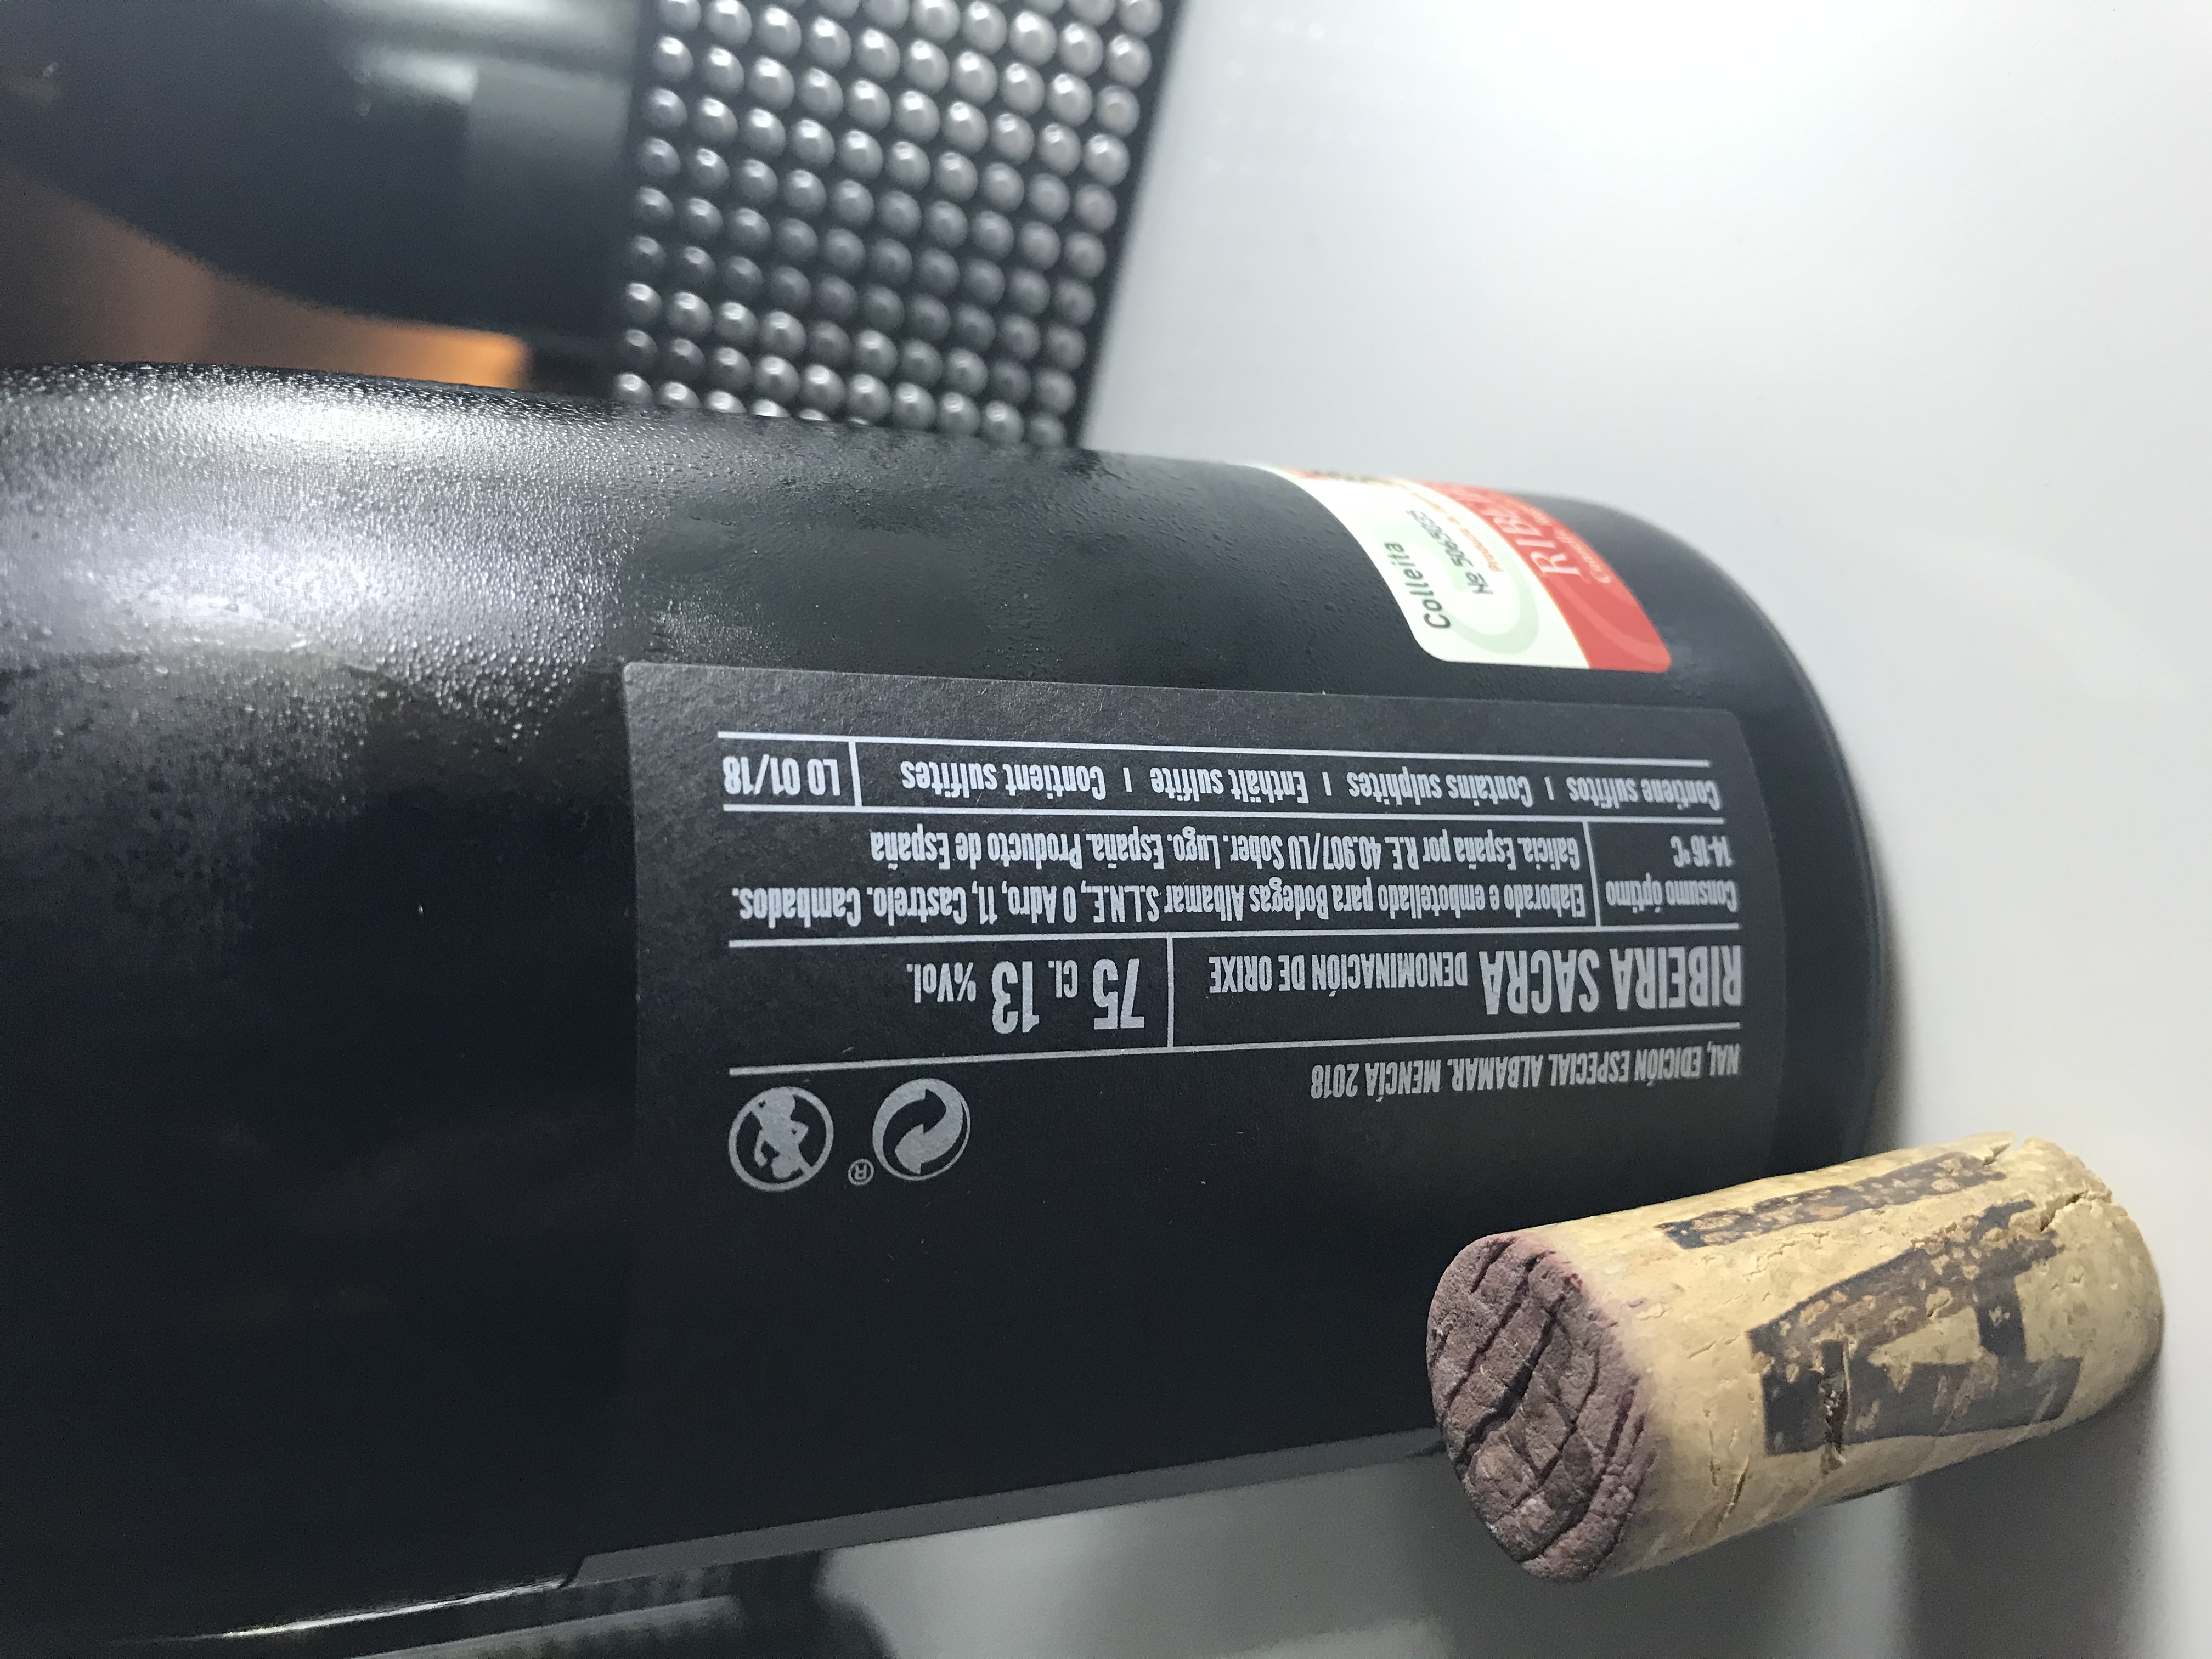 NAI, EDICIÓN ESPECIAL ALBAMAR. MENCÍA 2018
RIBEIRA SACRA DENOMINACIÓN DE ORIXE
75 Cl. 13 %Vol.
Consumo óptimo
14-16 °C
Elaborado e embotellado para Bodegas Albamar S.L.N.E, O Adro, 11, Castrelo. Cambados.
Galicia. España por R.E. 40.907/LU Sober. Lugo. España. Producto de España
Contiene sulfitos | Contains sulphites | Enthält sulfite | Contient sulfites
LO 01/18
®
Colleita